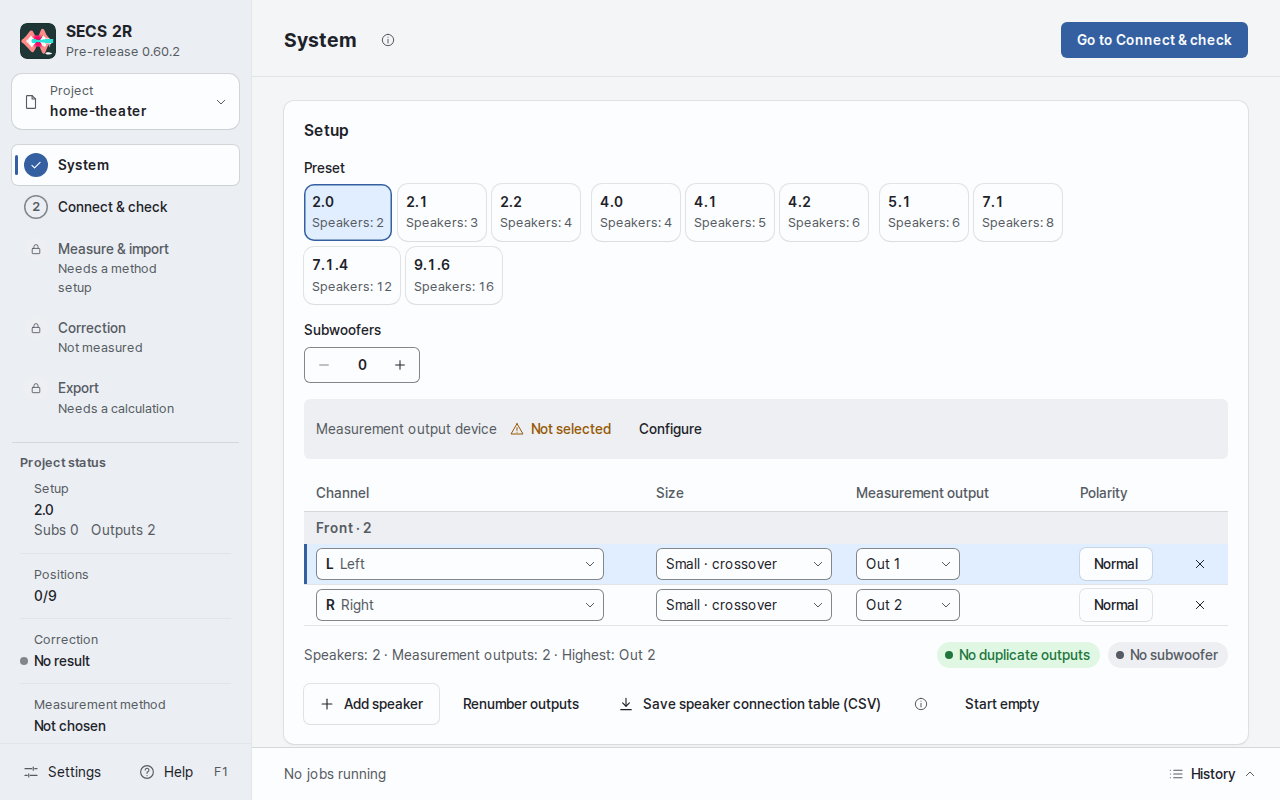 SECS 2R
Pre-release 0.60.2
Project
home-theater
System
2 Connect & check
Measure & import
Needs a method
setup
Correction
Not measured
Export
Needs a calculation
Project status
Setup
2.0
Subs 0 Outputs 2
Positions
0/9
Correction
No result
Measurement method
Not chosen
Settings Help F1
System
Go to Connect & check
Setup
Preset
2.0 2.1 2.2 4.0 4.1 4.2 5.1 7.1
Speakers: 2 Speakers: 3 Speakers: 4 Speakers: 4 Speakers: 5 Speakers: 6 Speakers: 6 Speakers: 8
7.1.4 9.1.6
Speakers: 12 Speakers: 16
Subwoofers
0
Measurement output device Not selected Configure
Channel Size Measurement output Polarity
Front · 2
L Left Small · crossover Out 1 Normal
R Right Small · crossover Out 2 Normal
Speakers: 2 · Measurement outputs: 2 · Highest: Out 2 No duplicate outputs No subwoofer
Add speaker Renumber outputs Save speaker connection table (CSV) Start empty
No jobs running History